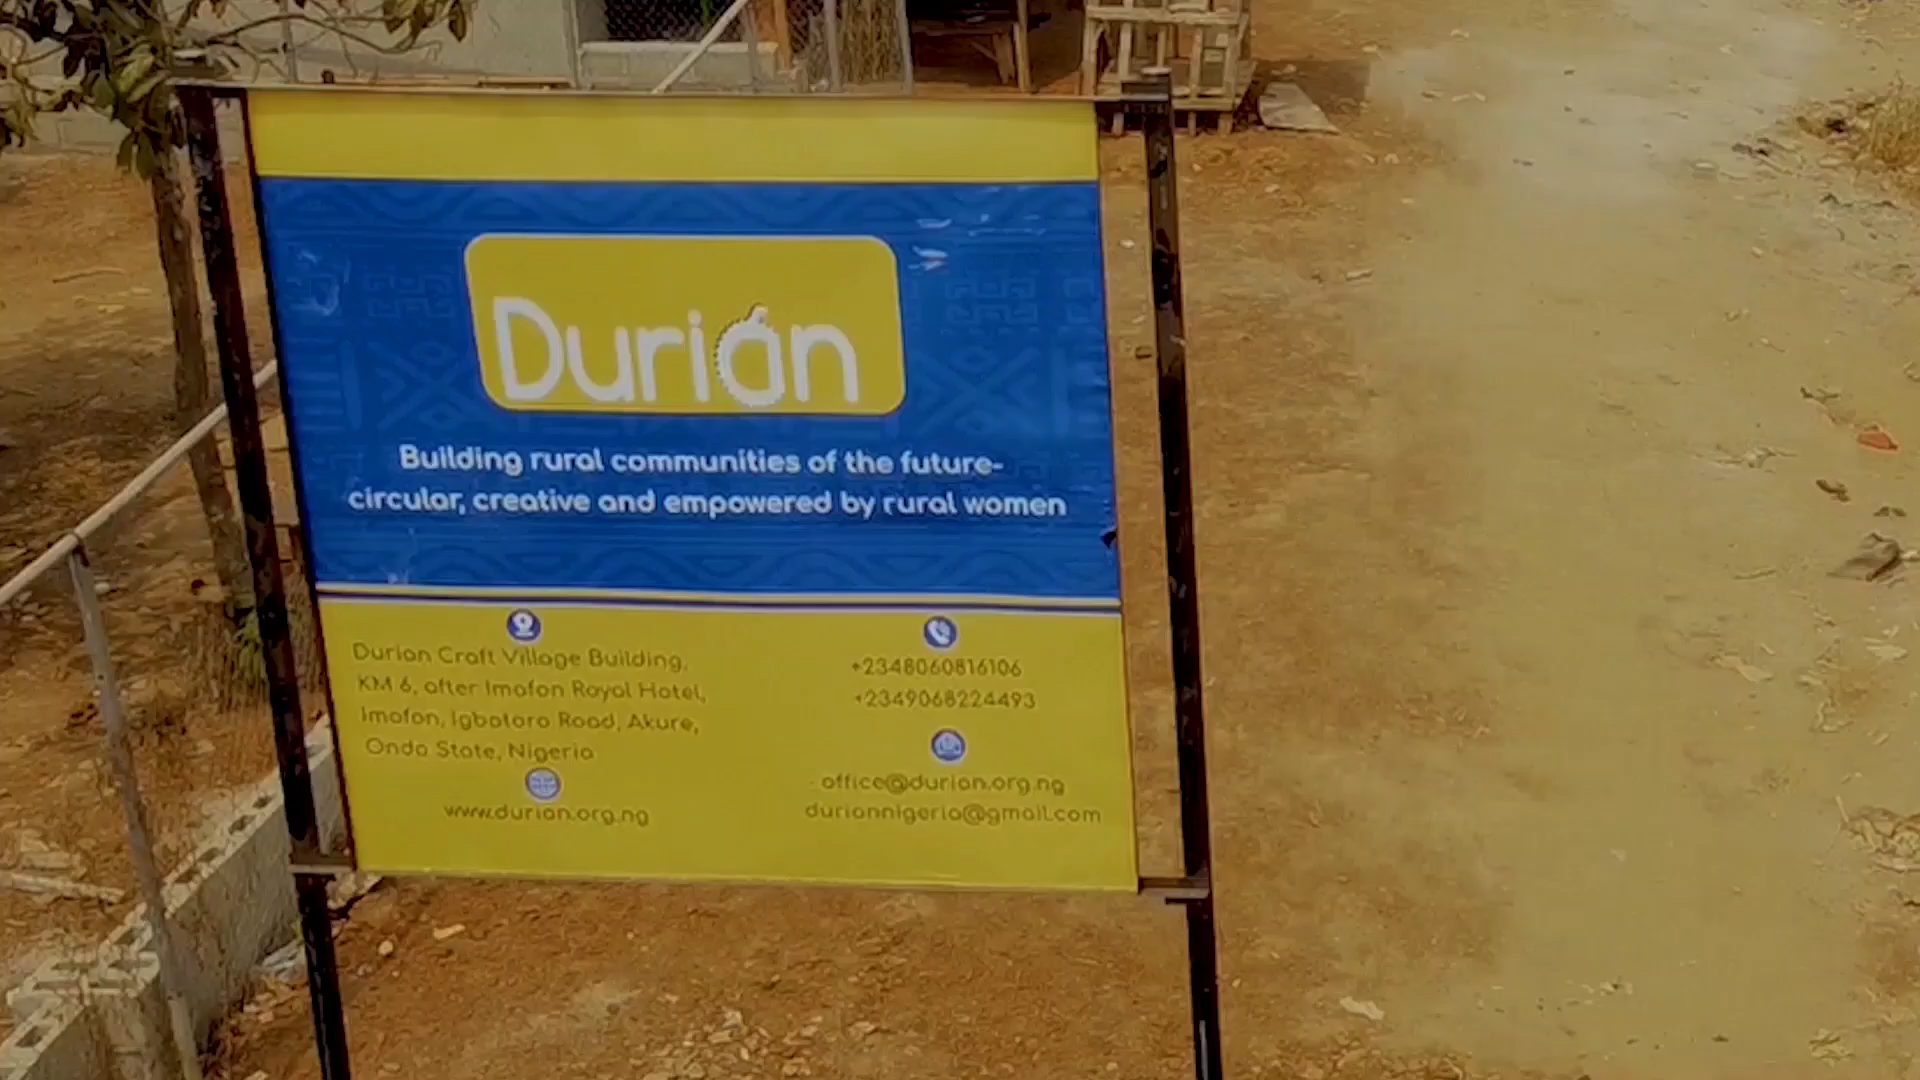 Durián
Building rural communities of the future-
circular, creative and empowered by rural women
Durian Craft Village Building,
KM 6, after Imafon Royal Hotel,
Imafon, Igbatoro Road, Akure,
Ondo State, Nigeria
www.durian.org.ng
+2348060816106
+2349068224493
office@durian.org.ng
duriannigeria@gmail.com